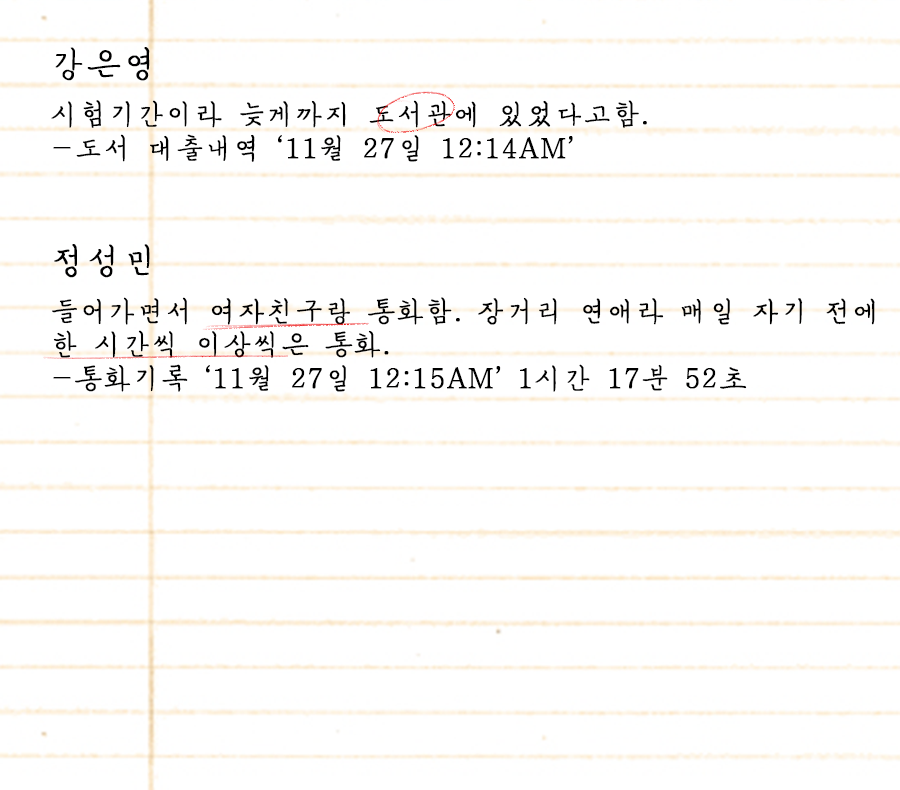 강은영
시험기간이라 늦게까지 도서관에 있었다고함.
-도서 대출내역 ‘11월 27일 12:14AM’
정성민
들어가면서 여자친구랑 통화함. 장거리 연애라 매일 자기 전에
한 시간씩 이상씩은 통화.
-통화기록 ‘11월 27일 12:15AM’ 1시간 17분 52초